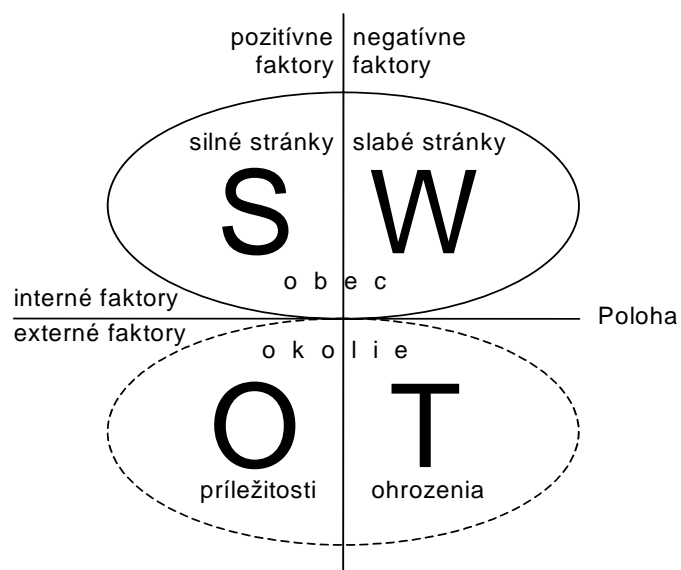 pozitívne negatívne
faktory faktory
silné stránky slabé stránky
S W
o b e c
interné faktory
Poloha
externé faktory
o k o l i e
O T
príležitosti ohrozenia